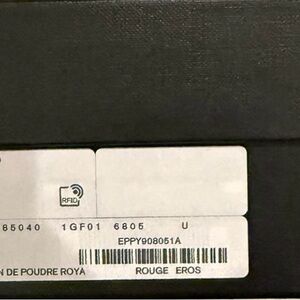 RFID
85040 1GF01 6805 U
EPPY908051A
N DE POUDRE ROYA ROUGE EROS